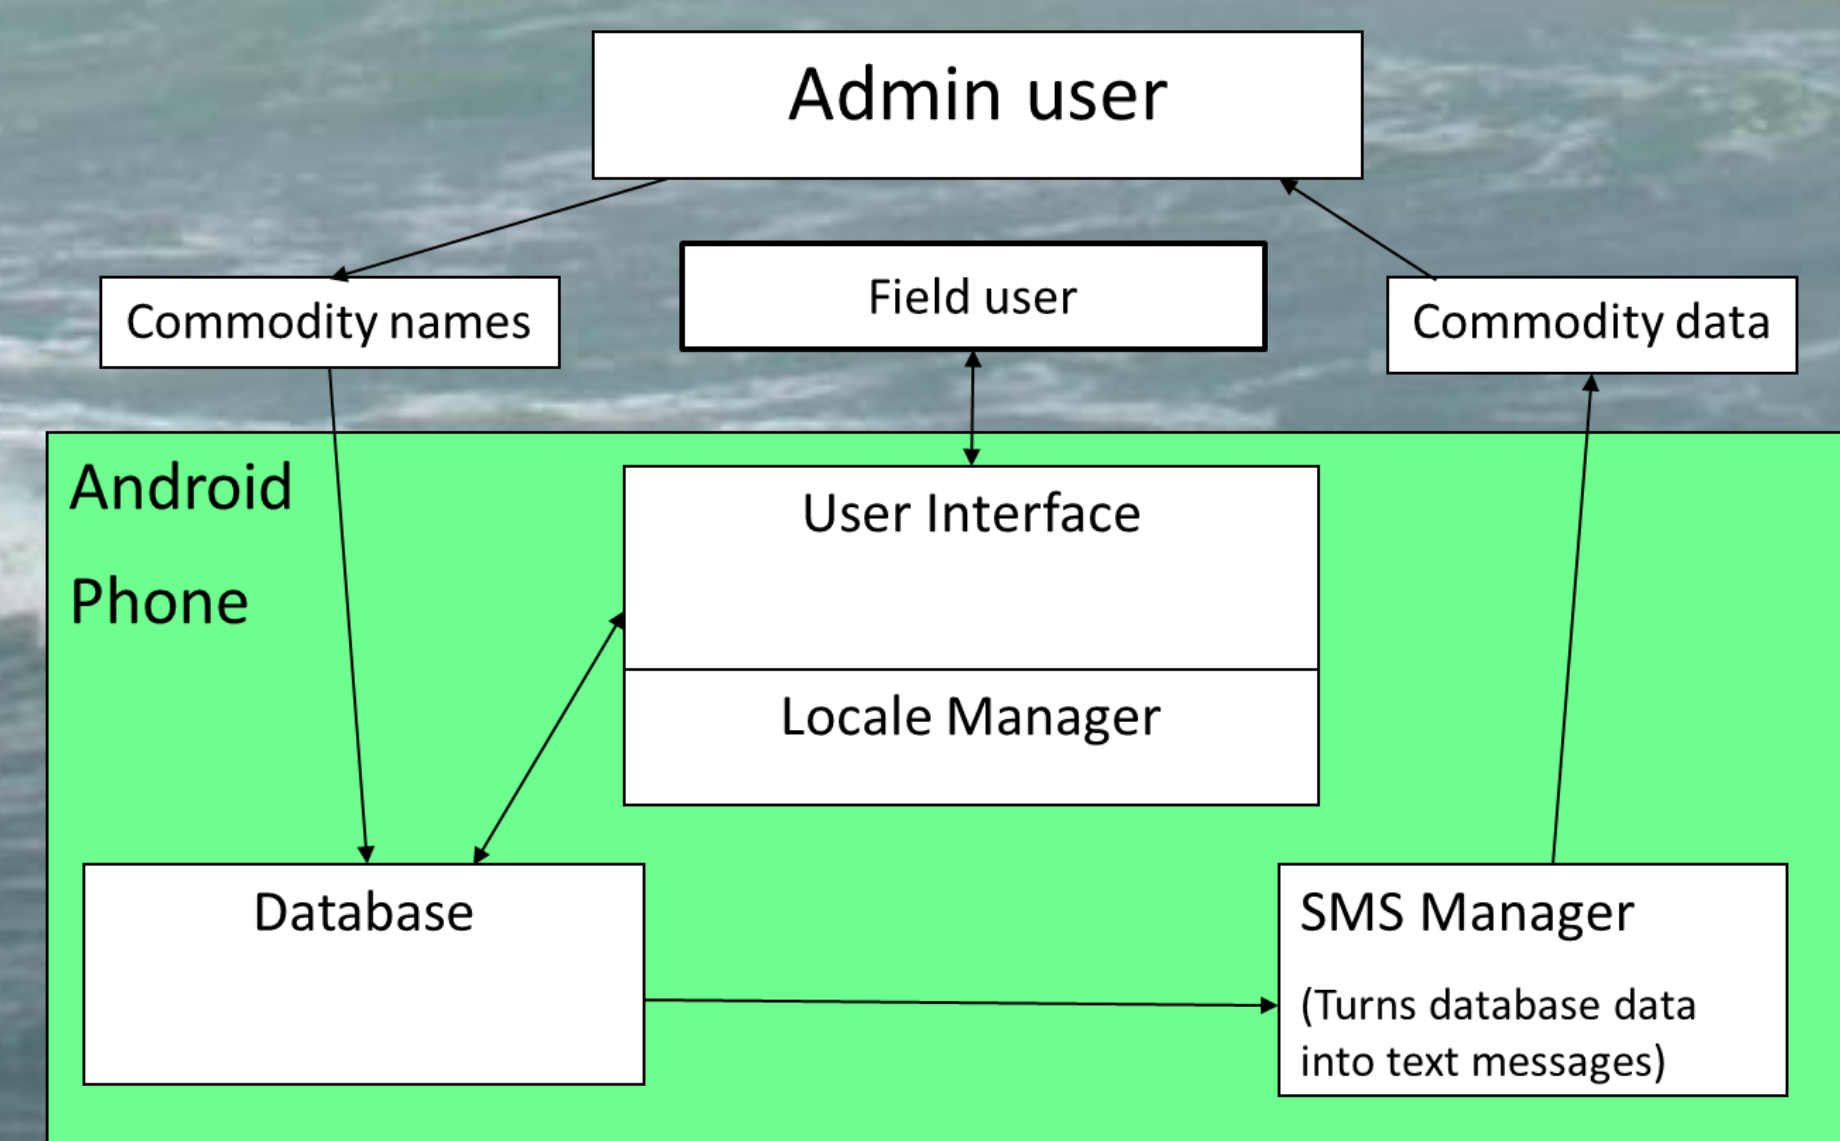 Admin user
Commodity names
Field user
Commodity data
Android
Phone
User Interface
Locale Manager
Database
SMS Manager
(Turns database data
into text messages)